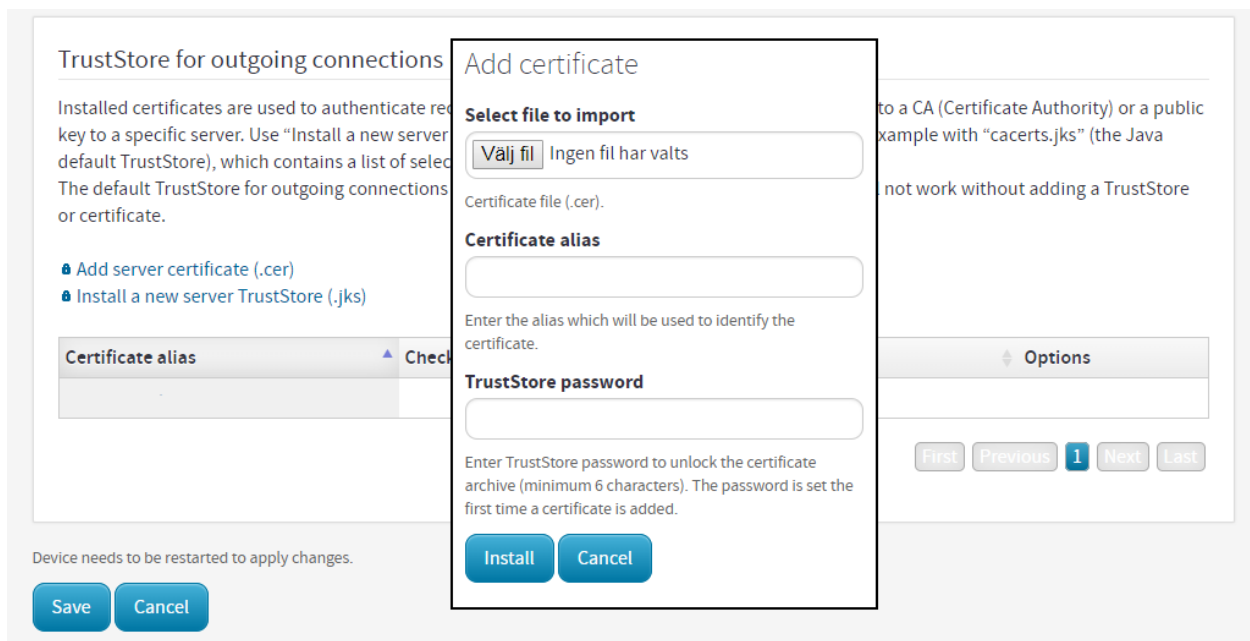 TrustStore for outgoing connections
Installed certificates are used to authenticate
to a CA (Certificate Authority) or a public
key to a specific server. Use “Install a new server
example with “cacerts.jks” (the Java
default TrustStore), which contains a list of
The default TrustStore for outgoing connections
not work without adding a TrustStore
or certificate.
Add server certificate (.cer)
Install a new server TrustStore (.jks)
Certificate alias
Options
First Previous 1 Next Last
Device needs to be restarted to apply changes.
Save Cancel
Add certificate
Select file to import
Välj fil Ingen fil har valts
Certificate file (.cer).
Certificate alias
Enter the alias which will be used to identify the
certificate.
TrustStore password
Enter TrustStore password to unlock the certificate
archive (minimum 6 characters). The password is set the
first time a certificate is added.
Install Cancel